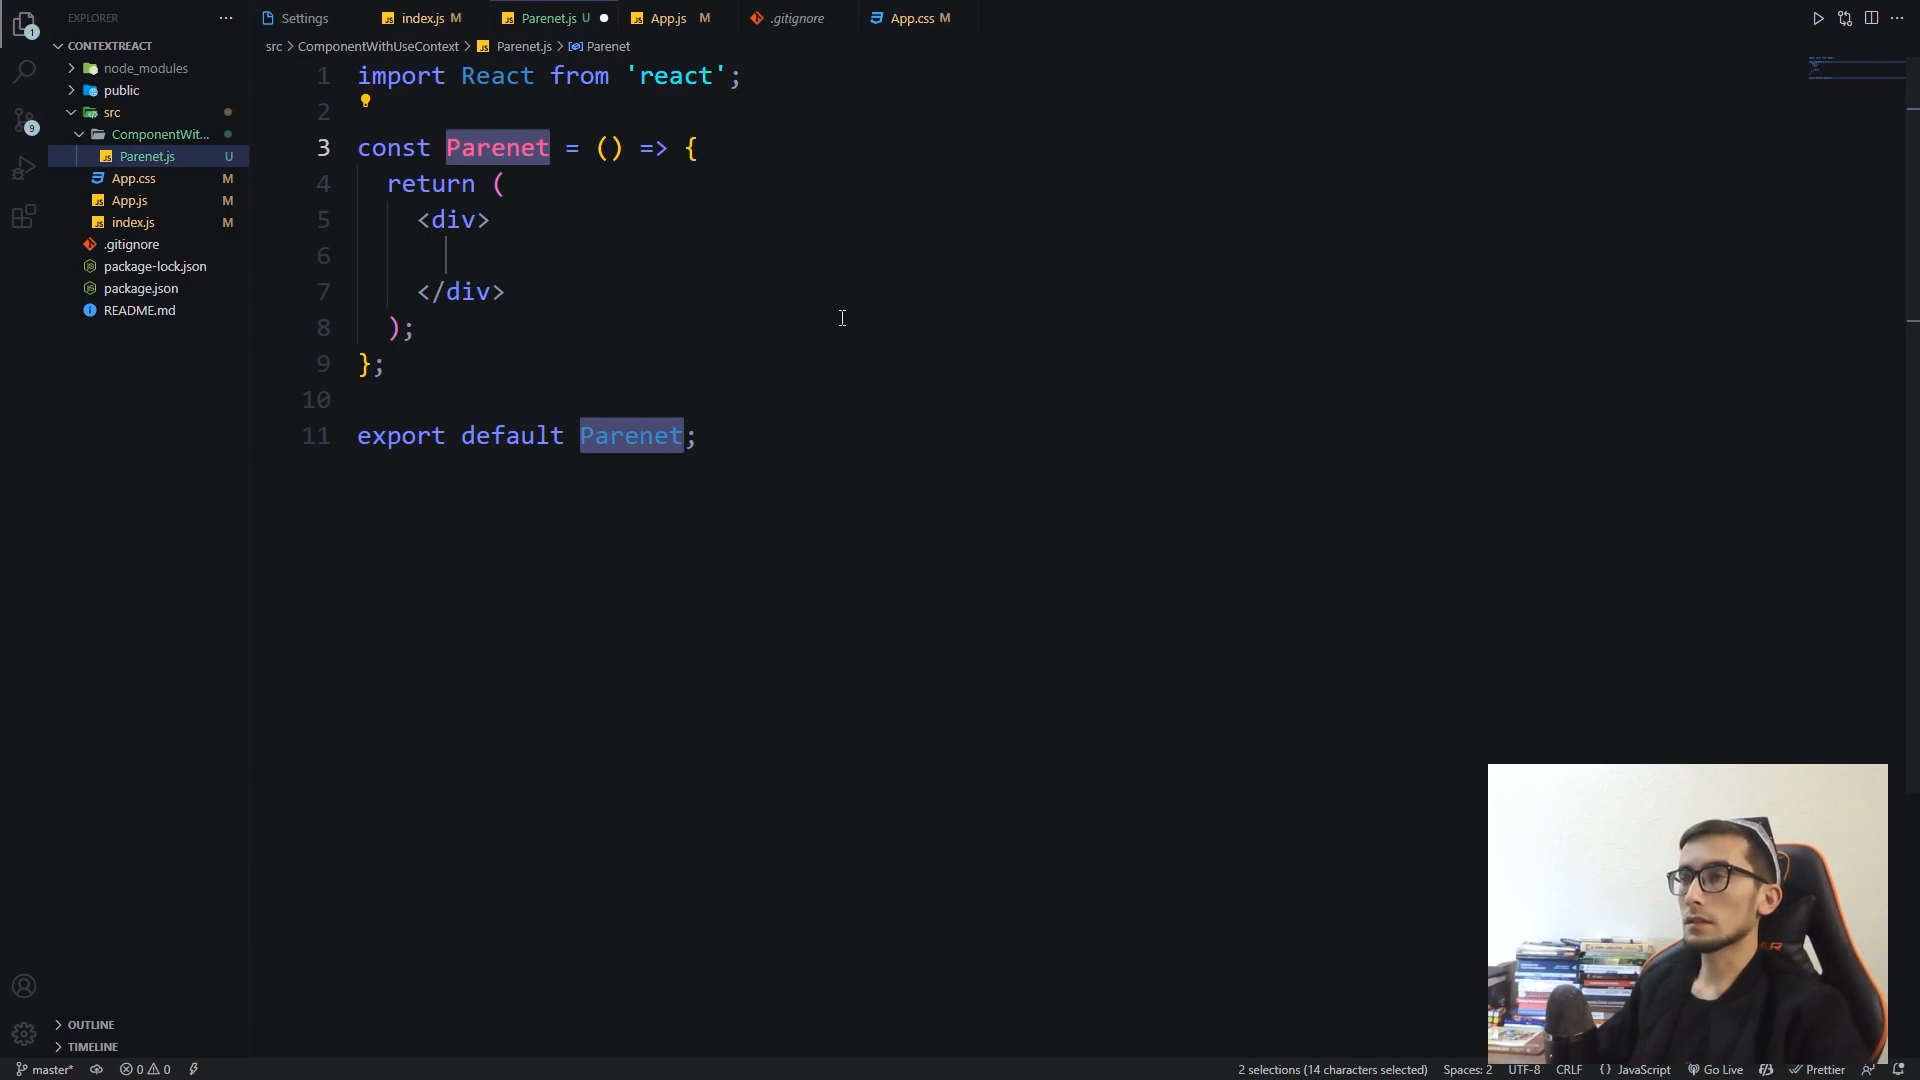 EXPLORER
CONTEXTREACT
node_modules
public
src
ComponentWit...
Parenet.js U
App.css M
App.js M
index.js M
.gitignore
package-lock.json
package.json
README.md
OUTLINE
TIMELINE
1
9
Settings
index.js M
Parenet.js U
App.js M
.gitignore
App.css M
src > ComponentWithUseContext > Parenet.js > Parenet
1 import React from 'react';
2
3 const Parenet = () => {
4 return (
5 <div>
6
7 </div>
8 );
9 };
10
11 export default Parenet;
master*
0 0
2 selections (14 characters selected)
Spaces: 2
UTF-8
CRLF
{ } JavaScript
Go Live
Prettier